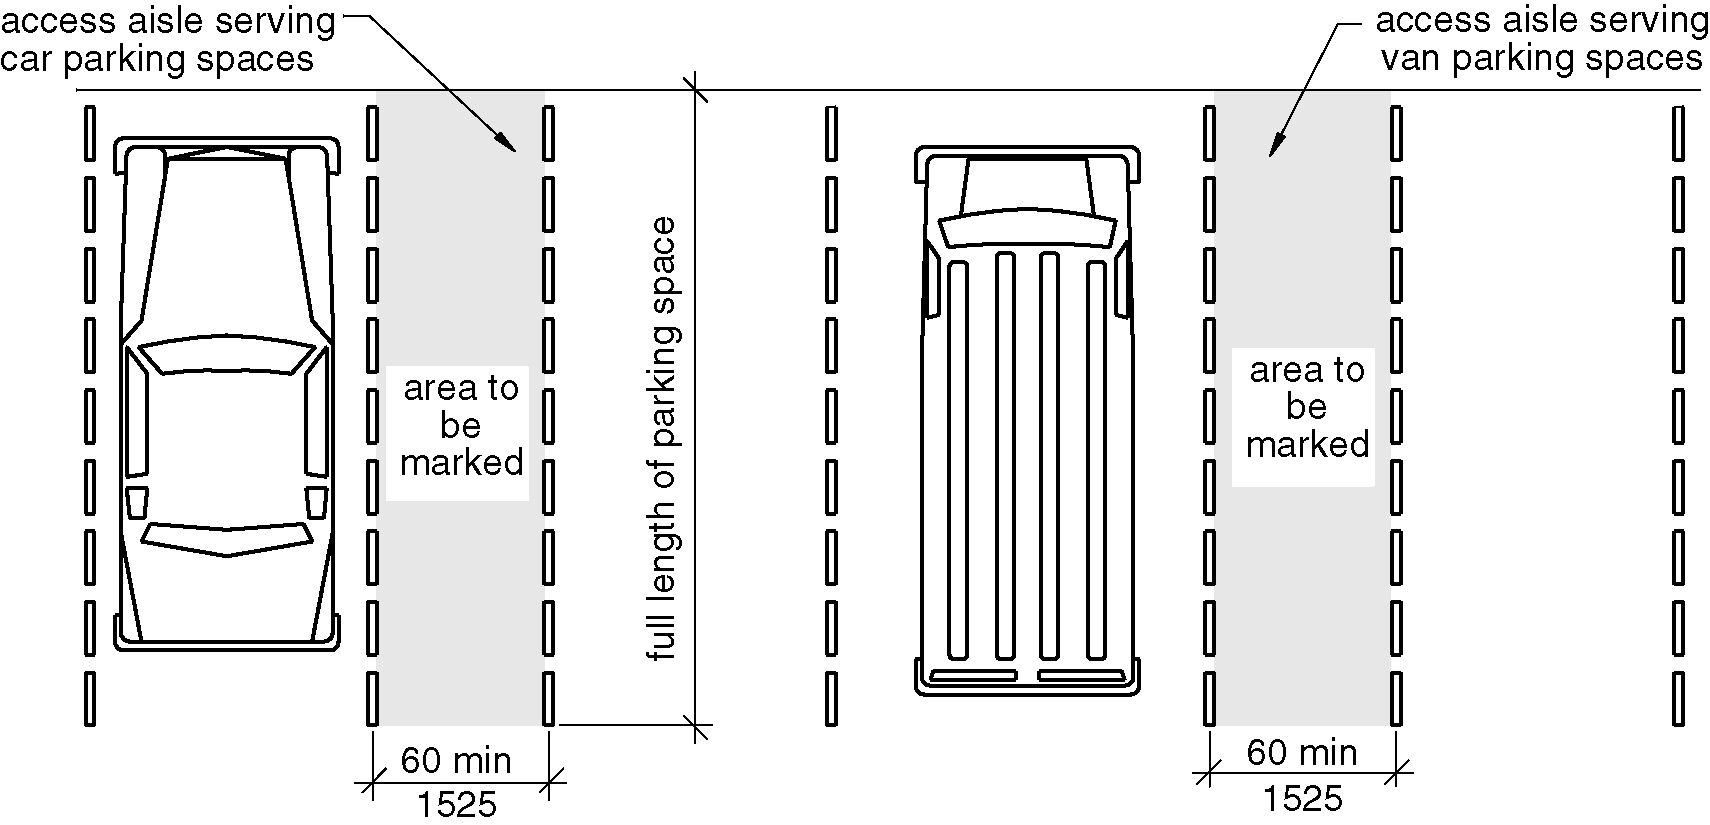 access aisle serving
car parking spaces
access aisle serving
van parking spaces
area to
be
marked
full length of parking space
area to
be
marked
60 min
1525
60 min
1525